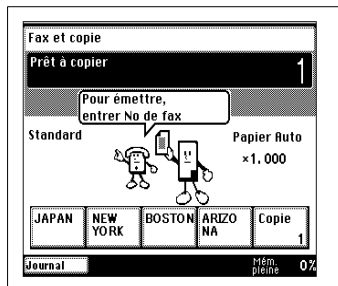 Fax et copie
Prêt à copier 1
Pour émettre,
entrer No de fax
Standard
Papier Auto
×1.000
JAPAN
NEW
YORK
BOSTON
ARIZO
NA
Copie
1
Journal
Mém.
pleine 0%